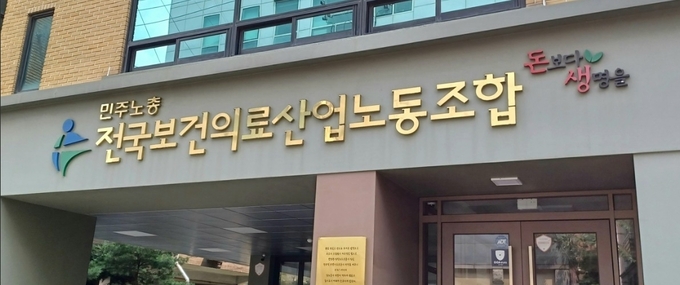 민주노총
전국보건의료산업노동조합
돈보다
생명을